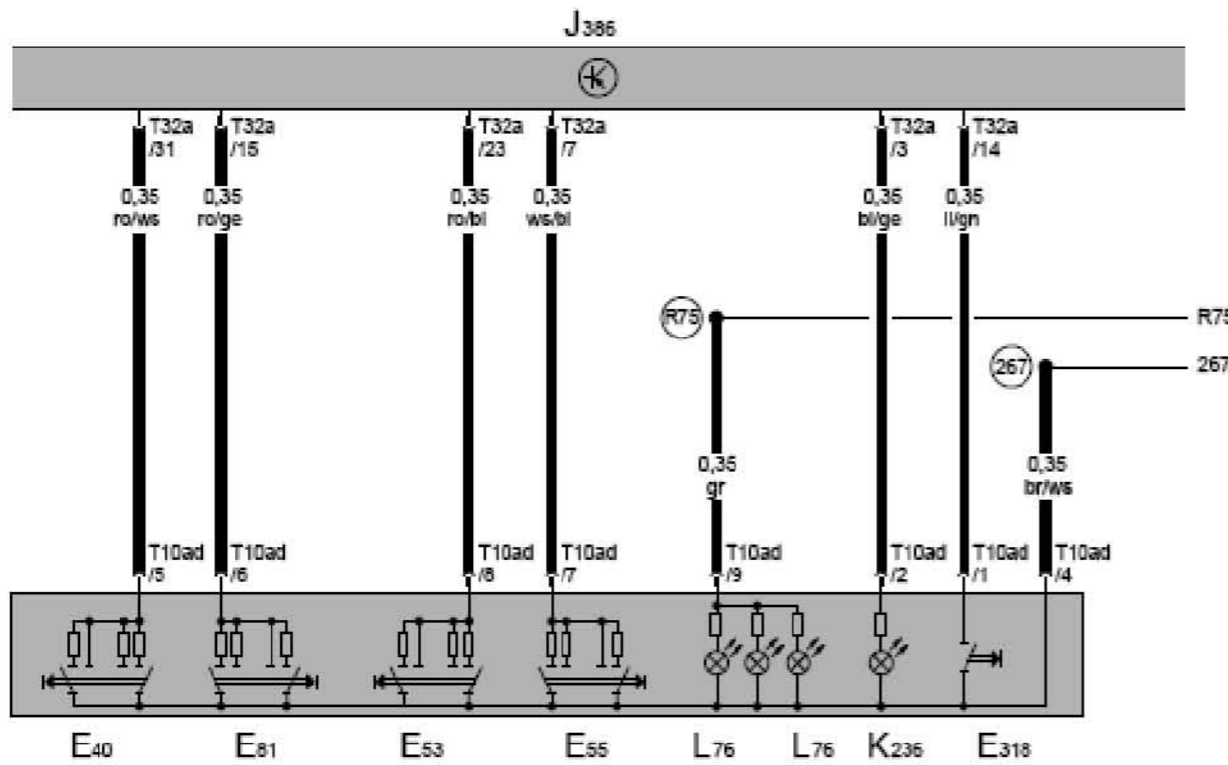 J386
T32a T32a T32a T32a T32a T32a
/31 /15 /23 /7 /3 /14
0,35 0,35 0,35 0,35 0,35 0,35
ro/ws ro/ge ro/bl ws/bl bl/ge li/gn
R75 R75
267 267
0,35 0,35
gr br/ws
T10ad T10ad T10ad T10ad T10ad T10ad T10ad T10ad
/5 /6 /8 /7 /9 /2 /1 /4
E40 E81 E53 E55 L76 L76 K236 E318